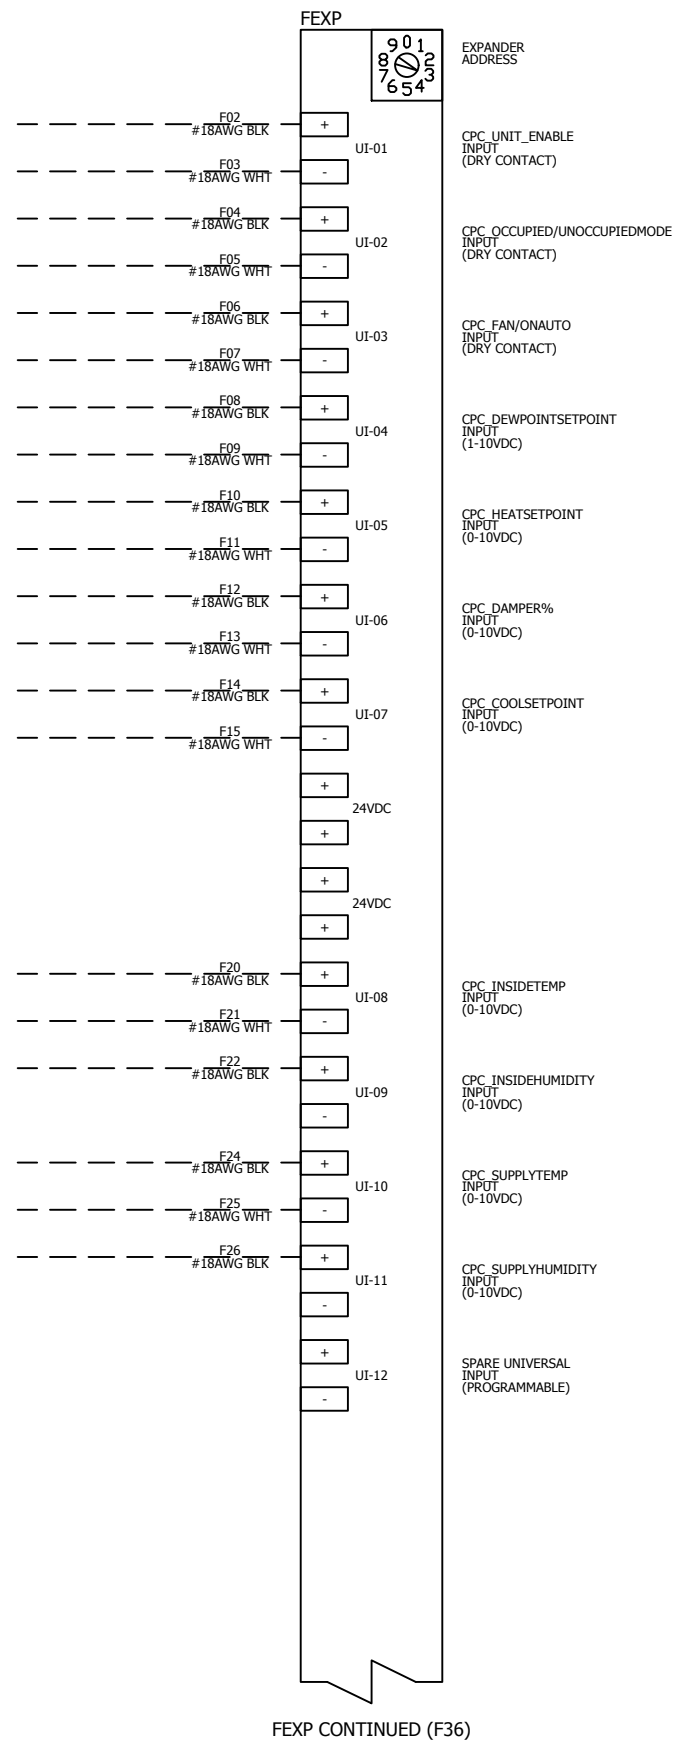 FEXP
9 0 1
8 2
7 3
6 5 4
EXPANDER
ADDRESS
F02
#18AWG BLK
+
UI-01
F03
#18AWG WHT
-
CPC_UNIT_ENABLE
INPUT
(DRY CONTACT)
F04
#18AWG BLK
+
UI-02
F05
#18AWG WHT
-
CPC_OCCUPIED/UNOCCUPIEDMODE
INPUT
(DRY CONTACT)
F06
#18AWG BLK
+
UI-03
F07
#18AWG WHT
-
CPC_FAN/ONAUTO
INPUT
(DRY CONTACT)
F08
#18AWG BLK
+
UI-04
F09
#18AWG WHT
-
CPC_DEWPOINTSETPOINT
INPUT
(1-10VDC)
F10
#18AWG BLK
+
UI-05
F11
#18AWG WHT
-
CPC_HEATSETPOINT
INPUT
(0-10VDC)
F12
#18AWG BLK
+
UI-06
F13
#18AWG WHT
-
CPC_DAMPER%
INPUT
(0-10VDC)
F14
#18AWG BLK
+
UI-07
F15
#18AWG WHT
-
CPC_COOLSETPOINT
INPUT
(0-10VDC)
+
24VDC
+
+
24VDC
+
F20
#18AWG BLK
+
UI-08
F21
#18AWG WHT
-
CPC_INSIDETEMP
INPUT
(0-10VDC)
F22
#18AWG BLK
+
UI-09
-
CPC_INSIDEHUMIDITY
INPUT
(0-10VDC)
F24
#18AWG BLK
+
UI-10
F25
#18AWG WHT
-
CPC_SUPPLYTEMP
INPUT
(0-10VDC)
F26
#18AWG BLK
+
UI-11
-
CPC_SUPPLYHUMIDITY
INPUT
(0-10VDC)
+
UI-12
-
SPARE UNIVERSAL
INPUT
(PROGRAMMABLE)
FEXP CONTINUED (F36)